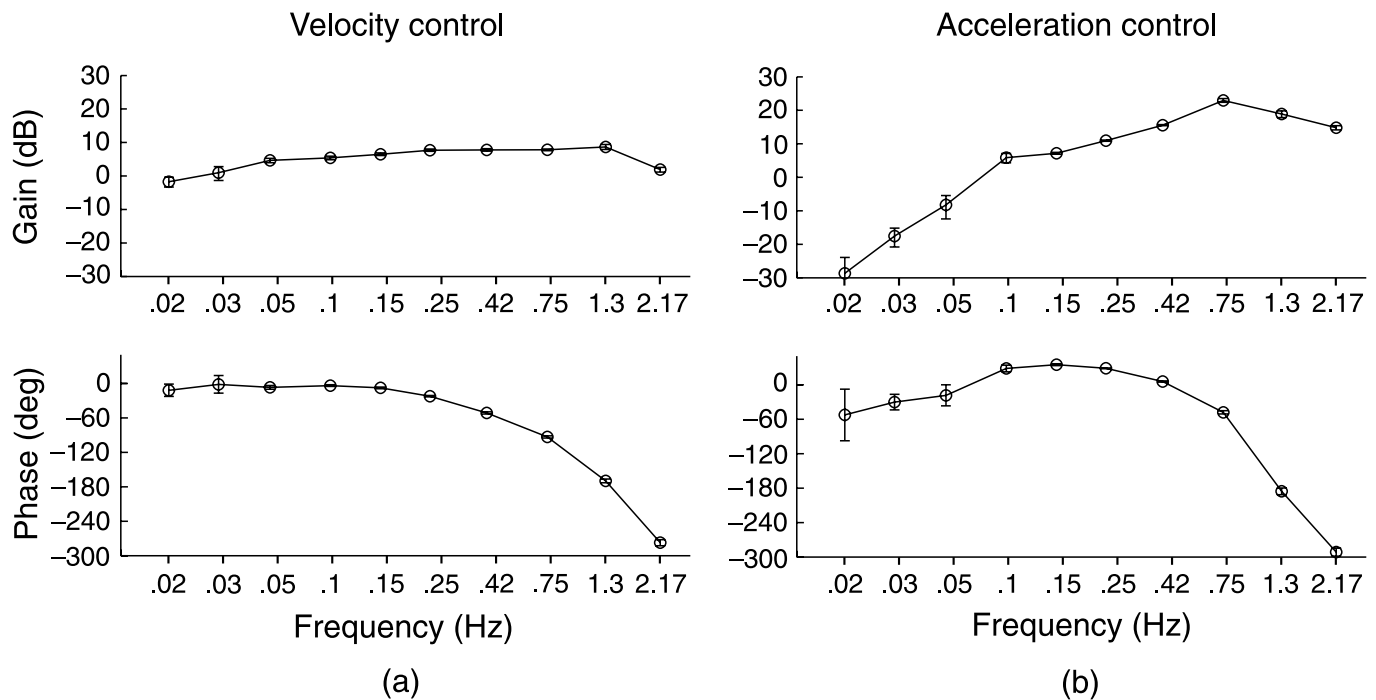 Velocity control
Acceleration control
Gain (dB)
30
20
10
0
−10
−20
−30
.02 .03 .05 .1 .15 .25 .42 .75 1.3 2.17
30
20
10
0
−10
−20
−30
.02 .03 .05 .1 .15 .25 .42 .75 1.3 2.17
Phase (deg)
0
−60
−120
−180
−240
−300
.02 .03 .05 .1 .15 .25 .42 .75 1.3 2.17
0
−60
−120
−180
−240
−300
.02 .03 .05 .1 .15 .25 .42 .75 1.3 2.17
Frequency (Hz)
Frequency (Hz)
(a)
(b)